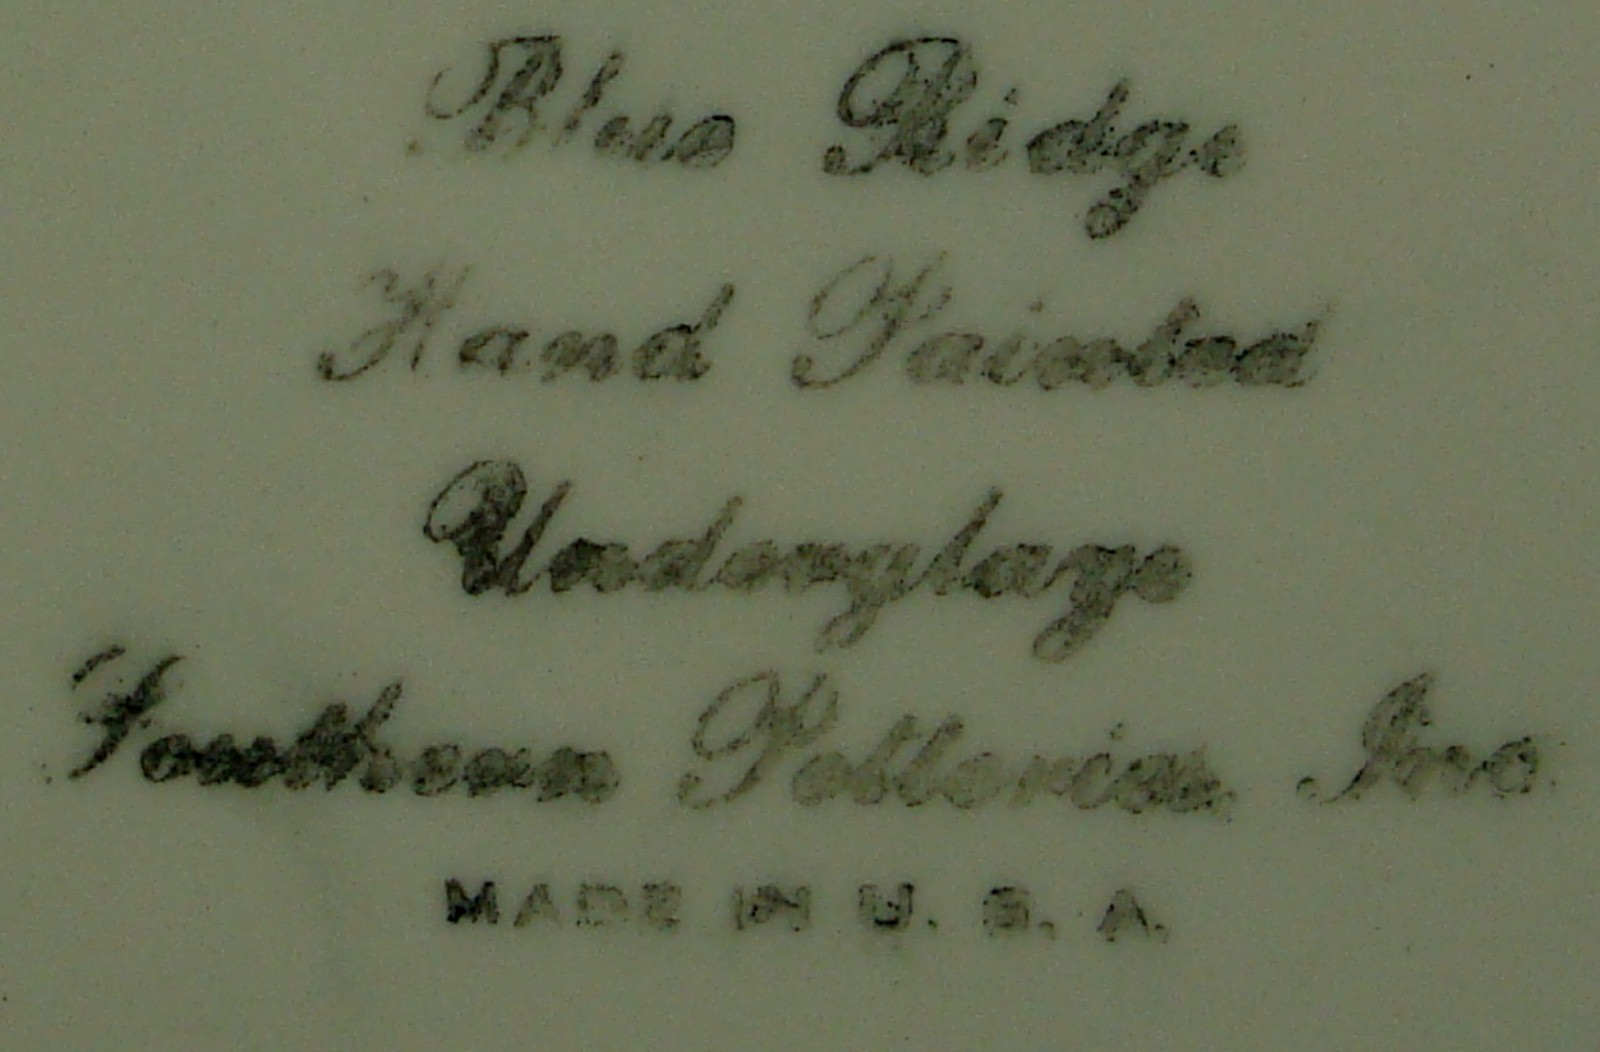 Blue Ridge
Hand Painted
Underglaze
Southern Potteries, Inc.
MADE IN U. S. A.